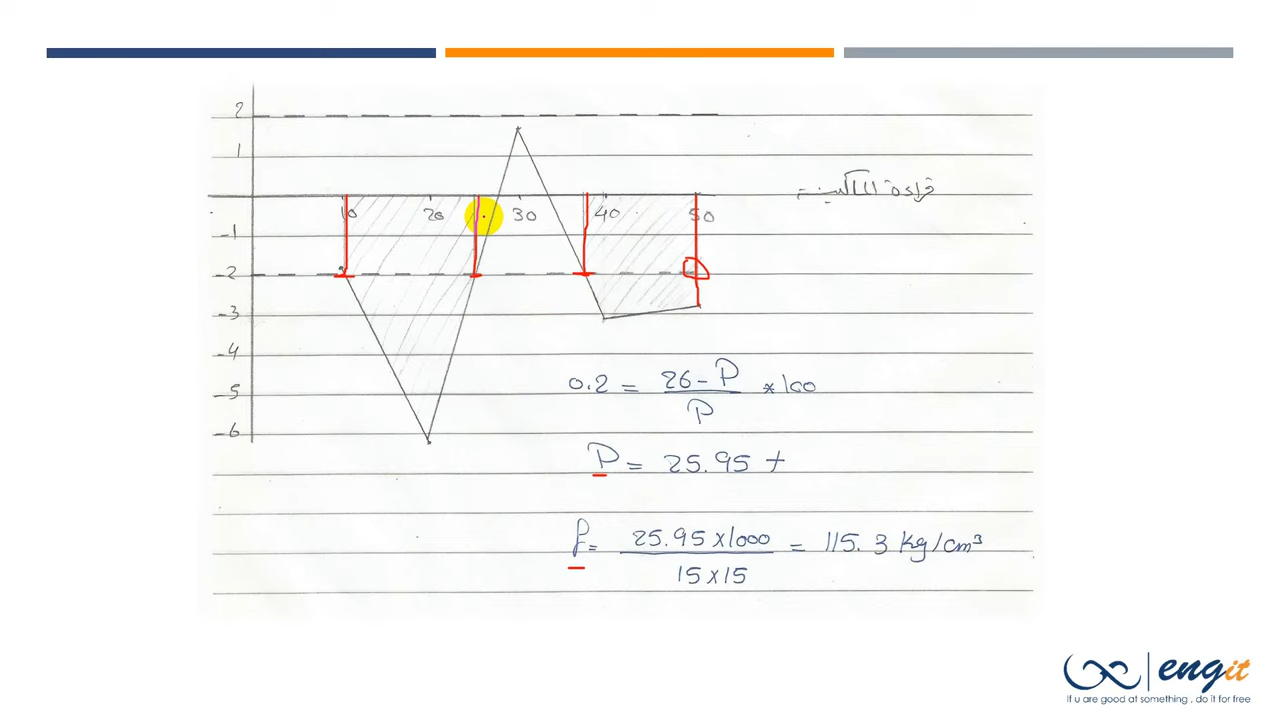 2
1
قراءة الماكينة
10 20 30 40 50
-1
-2
-3
-4
-5
-6
0.2 = 26 - P / P * 100
P = 25.95 t
f = 25.95 x 1000 / 15 x 15 = 115.3 kg/cm³
engit
If u are good at something , do it for free